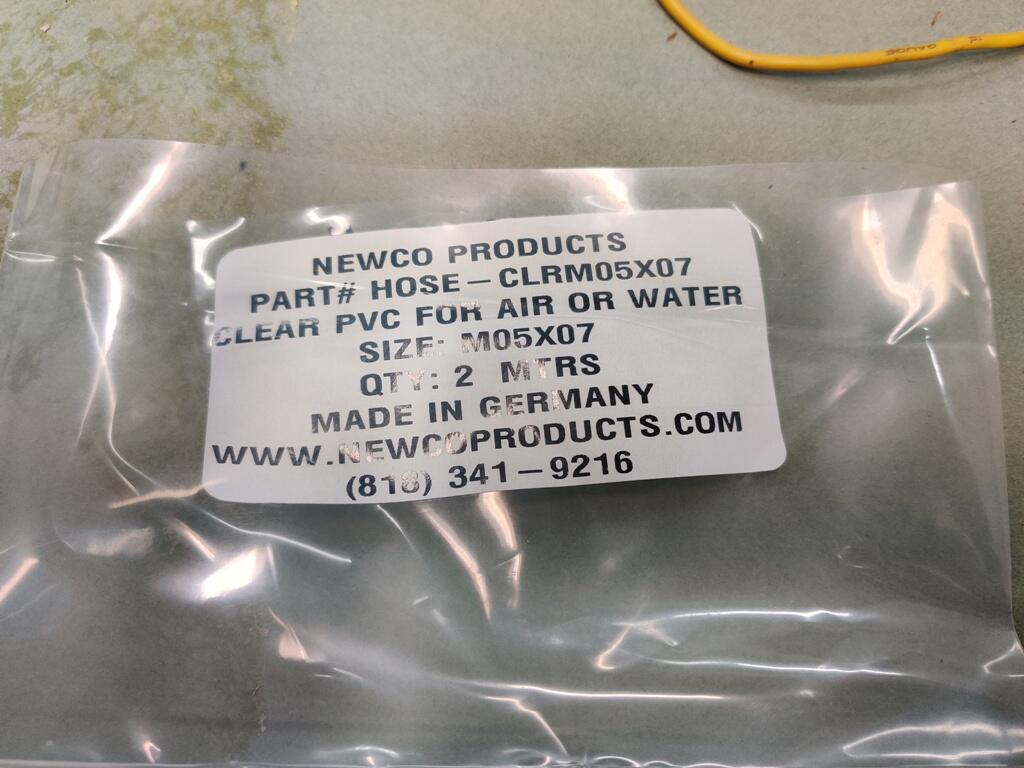 GAUGE
NEWCO PRODUCTS
PART# HOSE–CLRM05X07
CLEAR PVC FOR AIR OR WATER
SIZE: M05X07
QTY: 2 MTRS
MADE IN GERMANY
WWW.NEWCOPRODUCTS.COM
(818) 341–9216